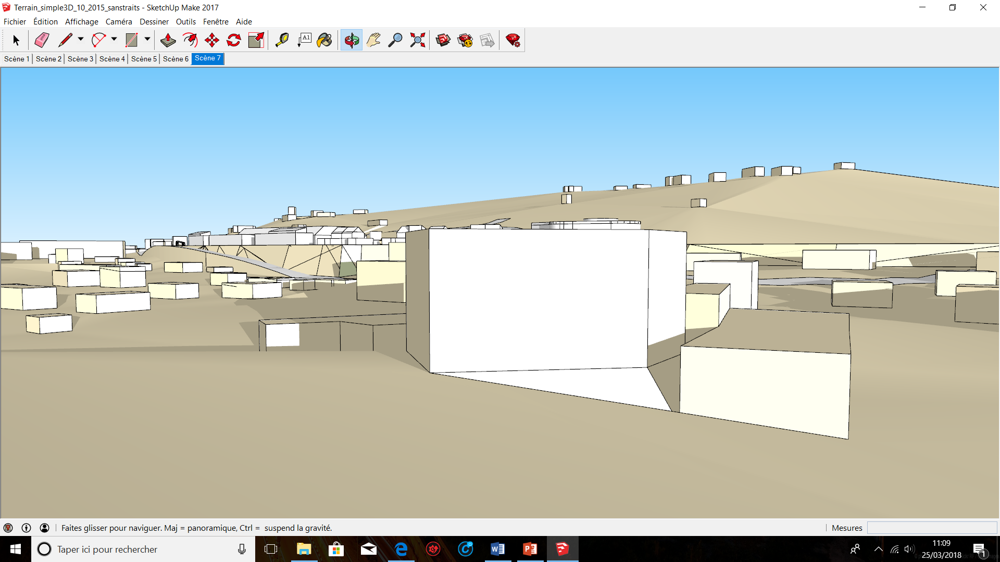 Terrain_simple3D_10_2015_sanstraits - SketchUp Make 2017
Fichier Édition Affichage Caméra Dessiner Outils Fenêtre Aide
A1
Scène 1 Scène 2 Scène 3 Scène 4 Scène 5 Scène 6 Scène 7
Faites glisser pour naviguer. Maj = panoramique, Ctrl = suspend la gravité.
Mesures
Taper ici pour rechercher
11:09
25/03/2018
1